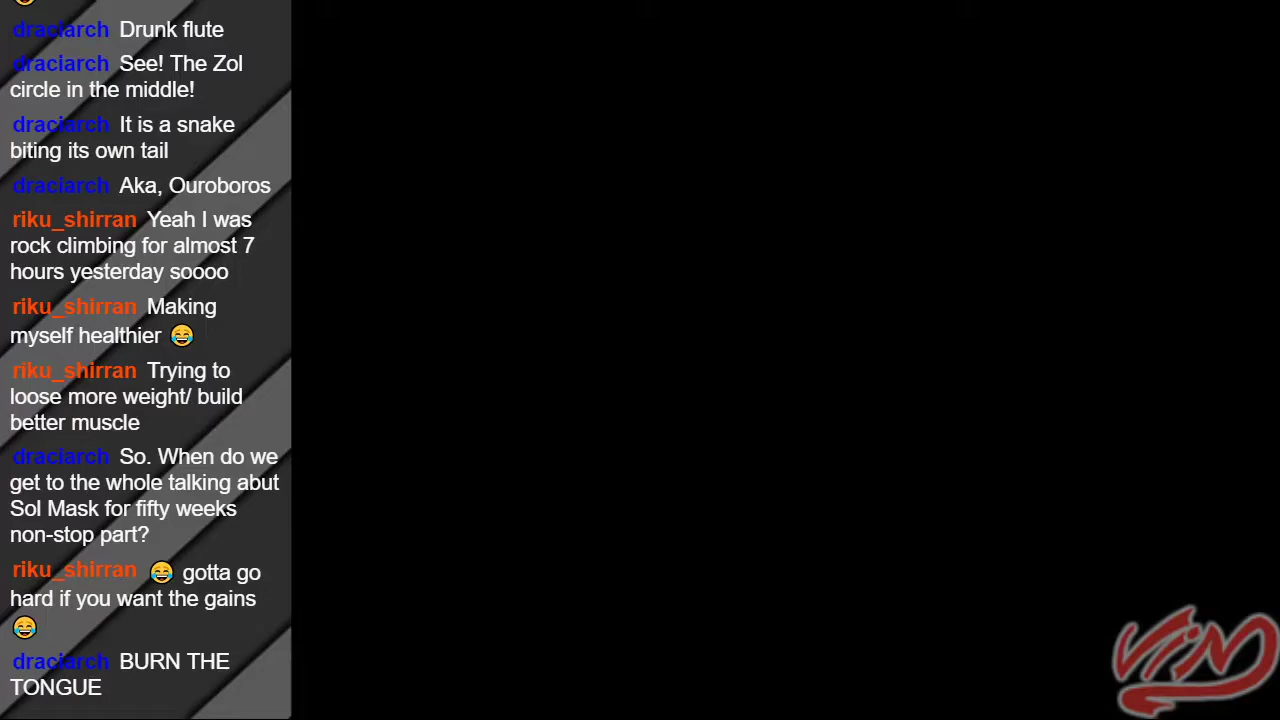 draciarch Drunk flute
draciarch See! The Zol
circle in the middle!
draciarch It is a snake
biting its own tail
draciarch Aka, Ouroboros
riku_shirran Yeah I was
rock climbing for almost 7
hours yesterday soooo
riku_shirran Making
myself healthier 😂
riku_shirran Trying to
loose more weight/ build
better muscle
draciarch So. When do we
get to the whole talking abut
Sol Mask for fifty weeks
non-stop part?
riku_shirran 😂 gotta go
hard if you want the gains
😂
draciarch BURN THE
TONGUE